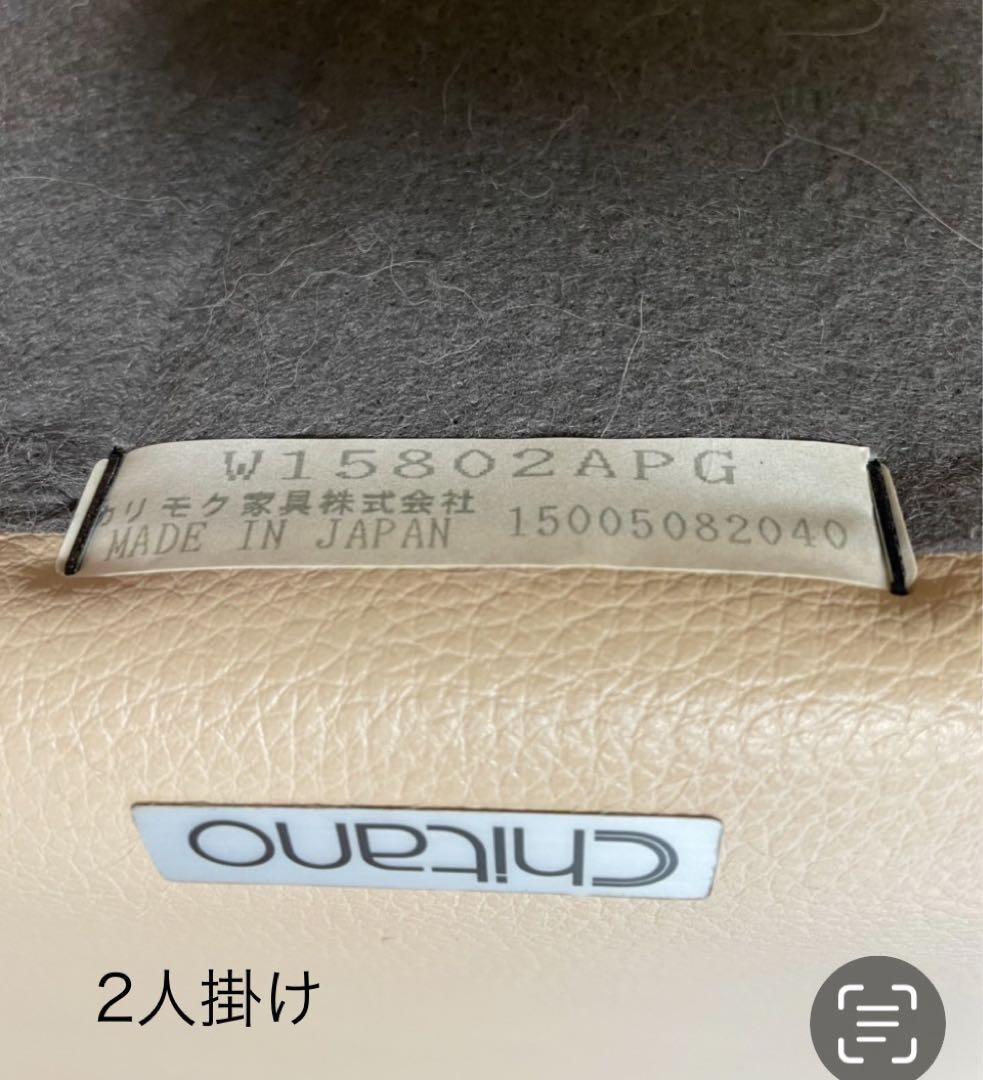 W15802APG
カリモク家具株式会社
MADE IN JAPAN 15005082040
Chitano
2人掛け